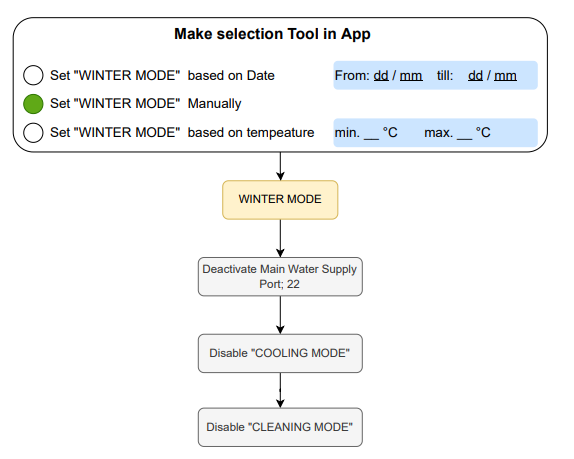 Make selection Tool in App
Set "WINTER MODE" based on Date From: dd / mm till: dd / mm
Set "WINTER MODE" Manually
Set "WINTER MODE" based on tempeature min. __ °C max. __ °C
WINTER MODE
Deactivate Main Water Supply
Port; 22
Disable "COOLING MODE"
Disable "CLEANING MODE"